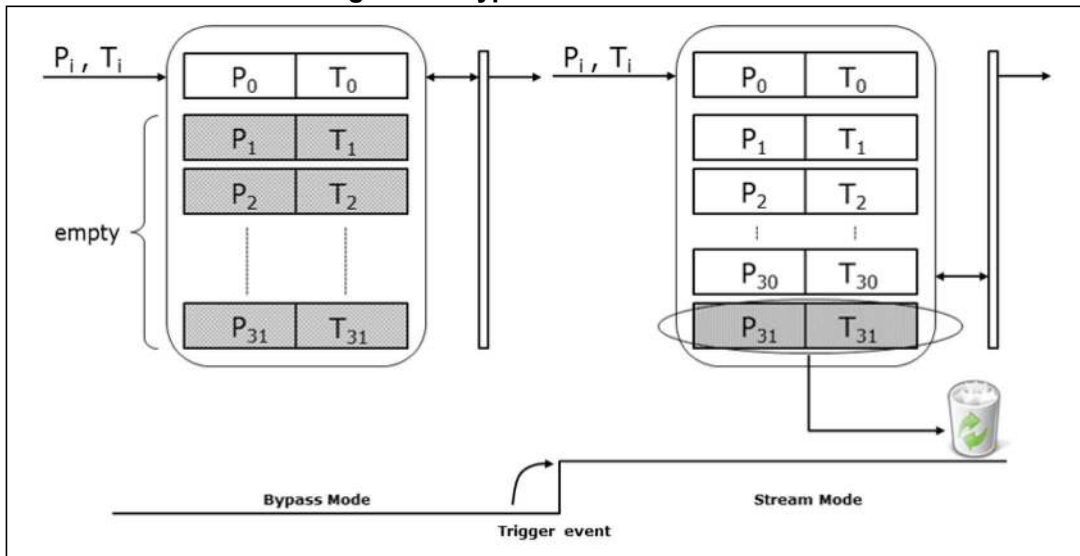 Pᵢ , Tᵢ
P₀ T₀
P₁ T₁
P₂ T₂
empty
P₃₁ T₃₁
Pᵢ , Tᵢ
P₀ T₀
P₁ T₁
P₂ T₂
P₃₀ T₃₀
P₃₁ T₃₁
Bypass Mode
Stream Mode
Trigger event